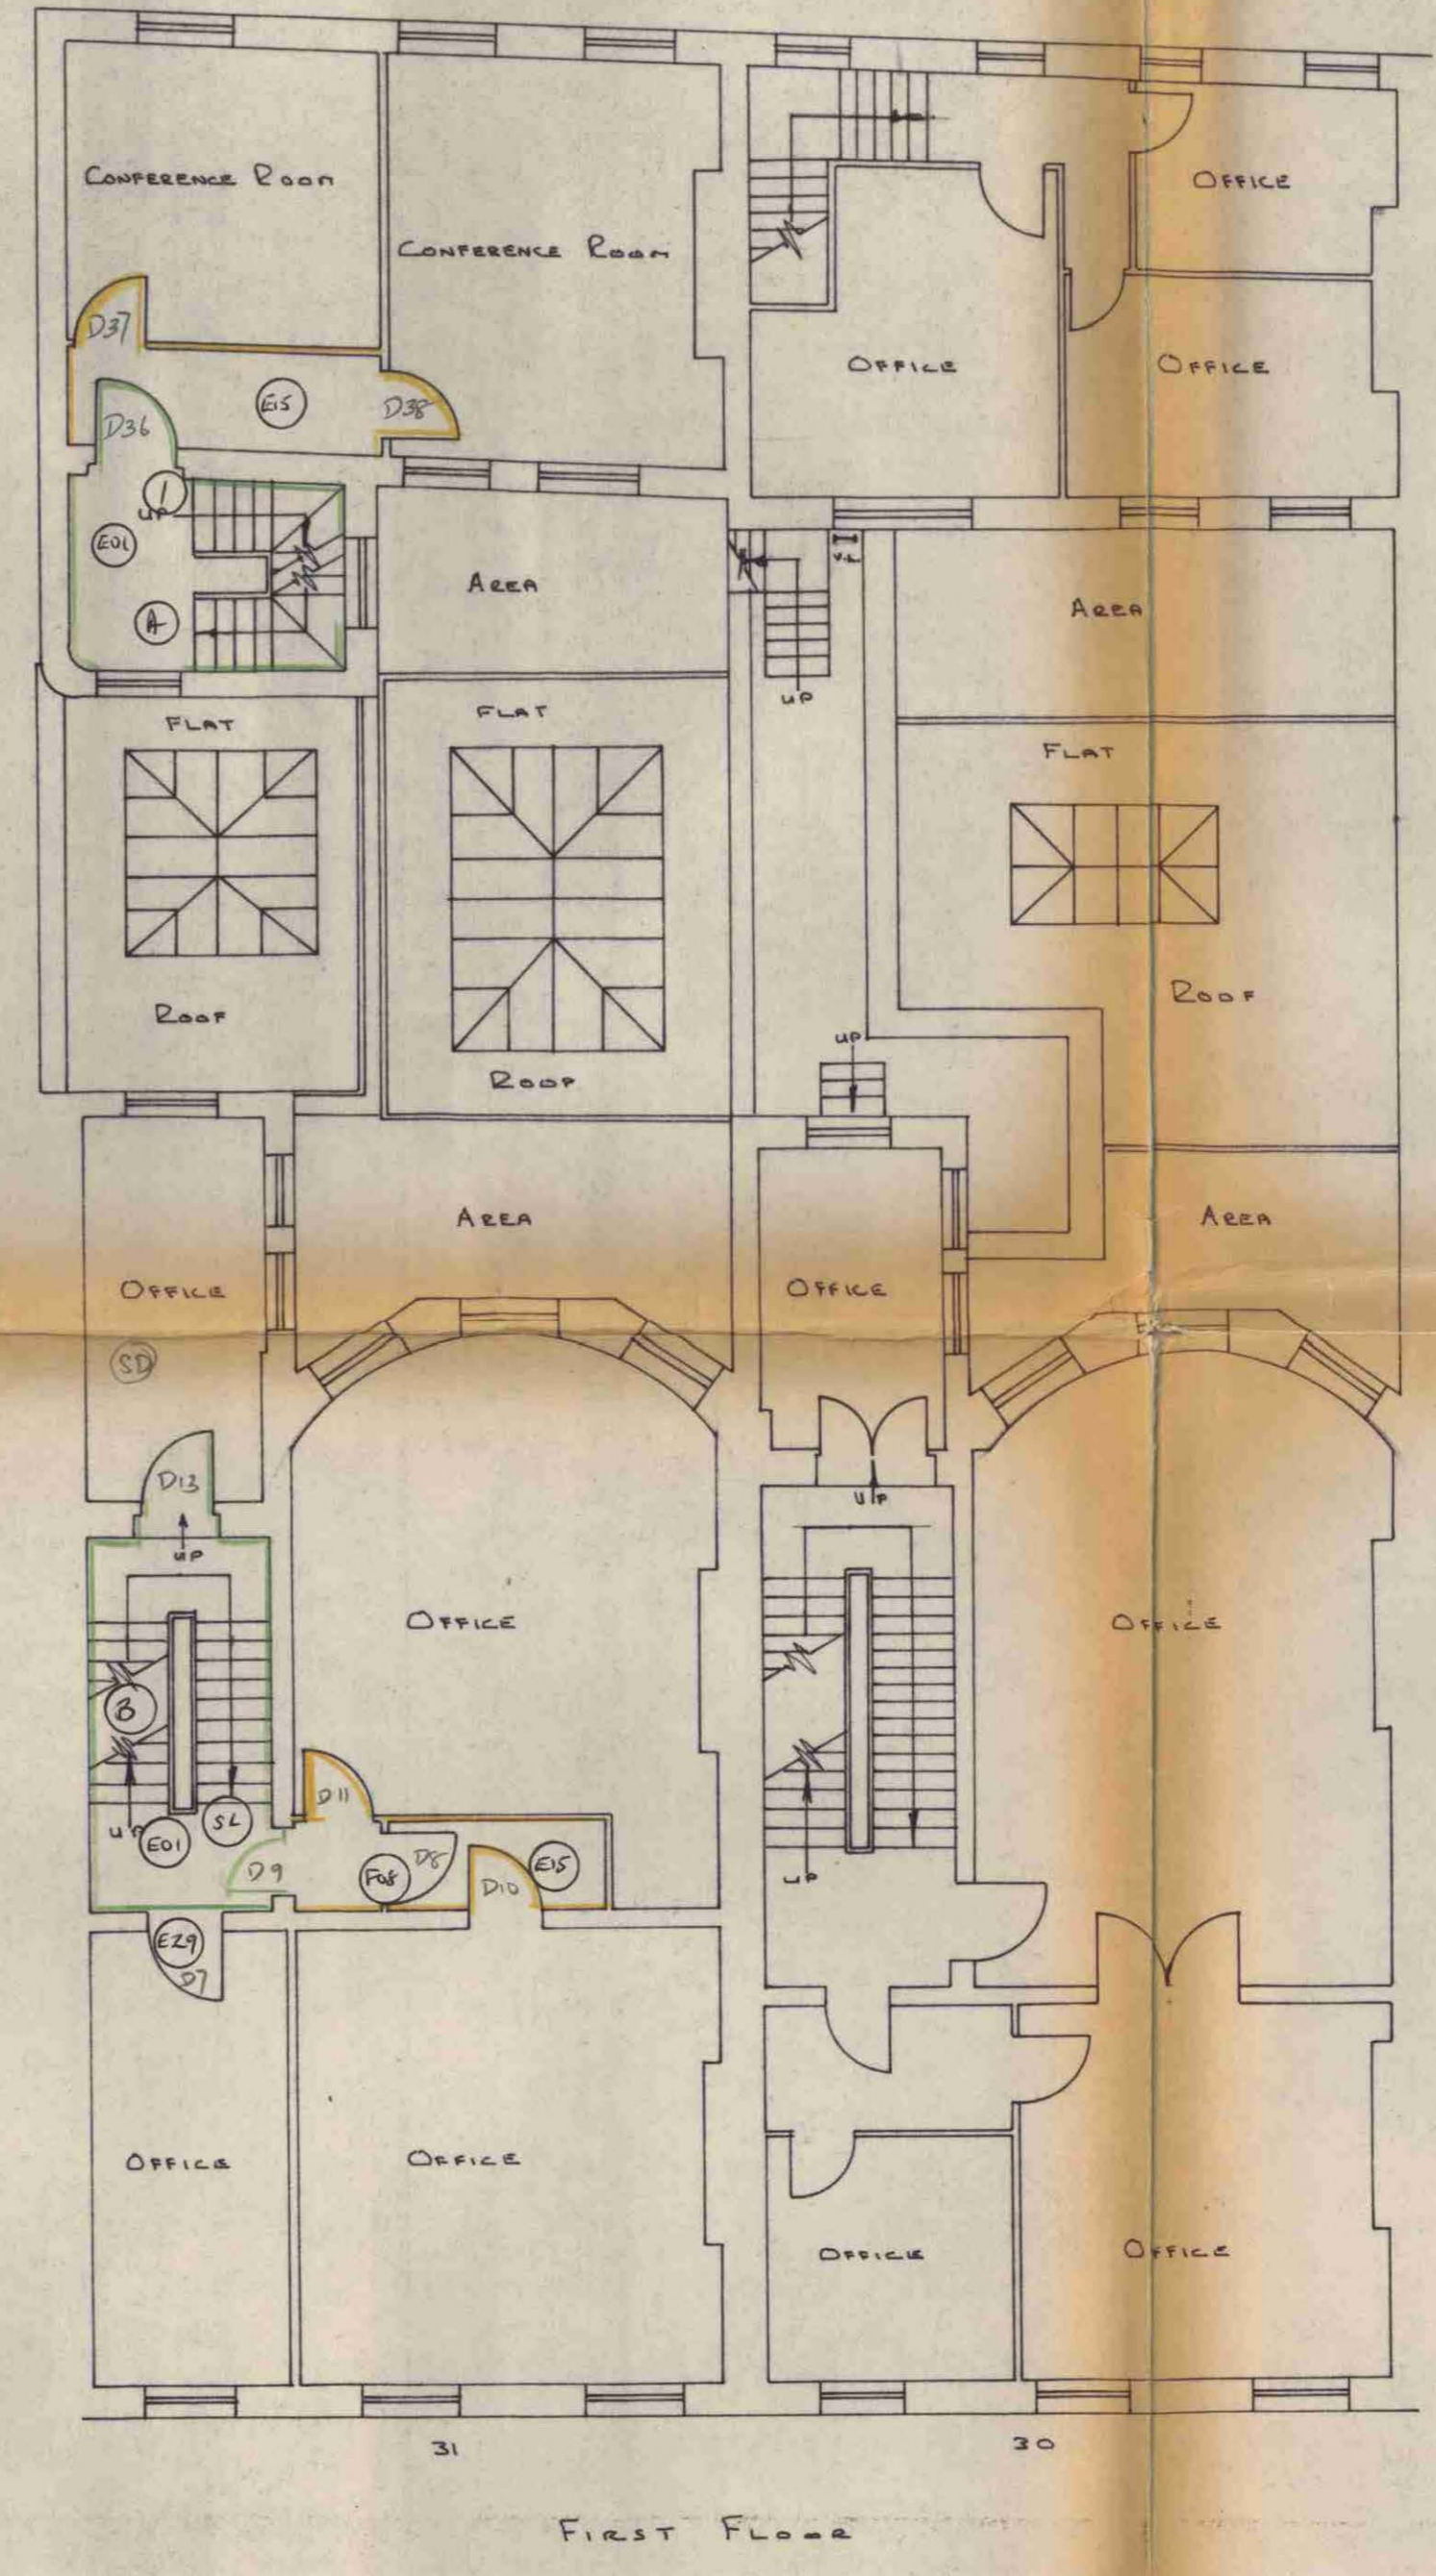 CONFERENCE ROOM
CONFERENCE ROOM
OFFICE
OFFICE
OFFICE
D37
D36
E15
D38
1
UP
E01
A
AREA
UP
AREA
FLAT
ROOF
FLAT
ROOF
FLAT
ROOF
UP
AREA
AREA
OFFICE
SD
OFFICE
D13
UP
UP
OFFICE
OFFICE
B
UP
E01
SL
D11
D9
F08
D8
D10
E15
UP
E29
D7
OFFICE
OFFICE
OFFICE
OFFICE
31
30
FIRST FLOOR